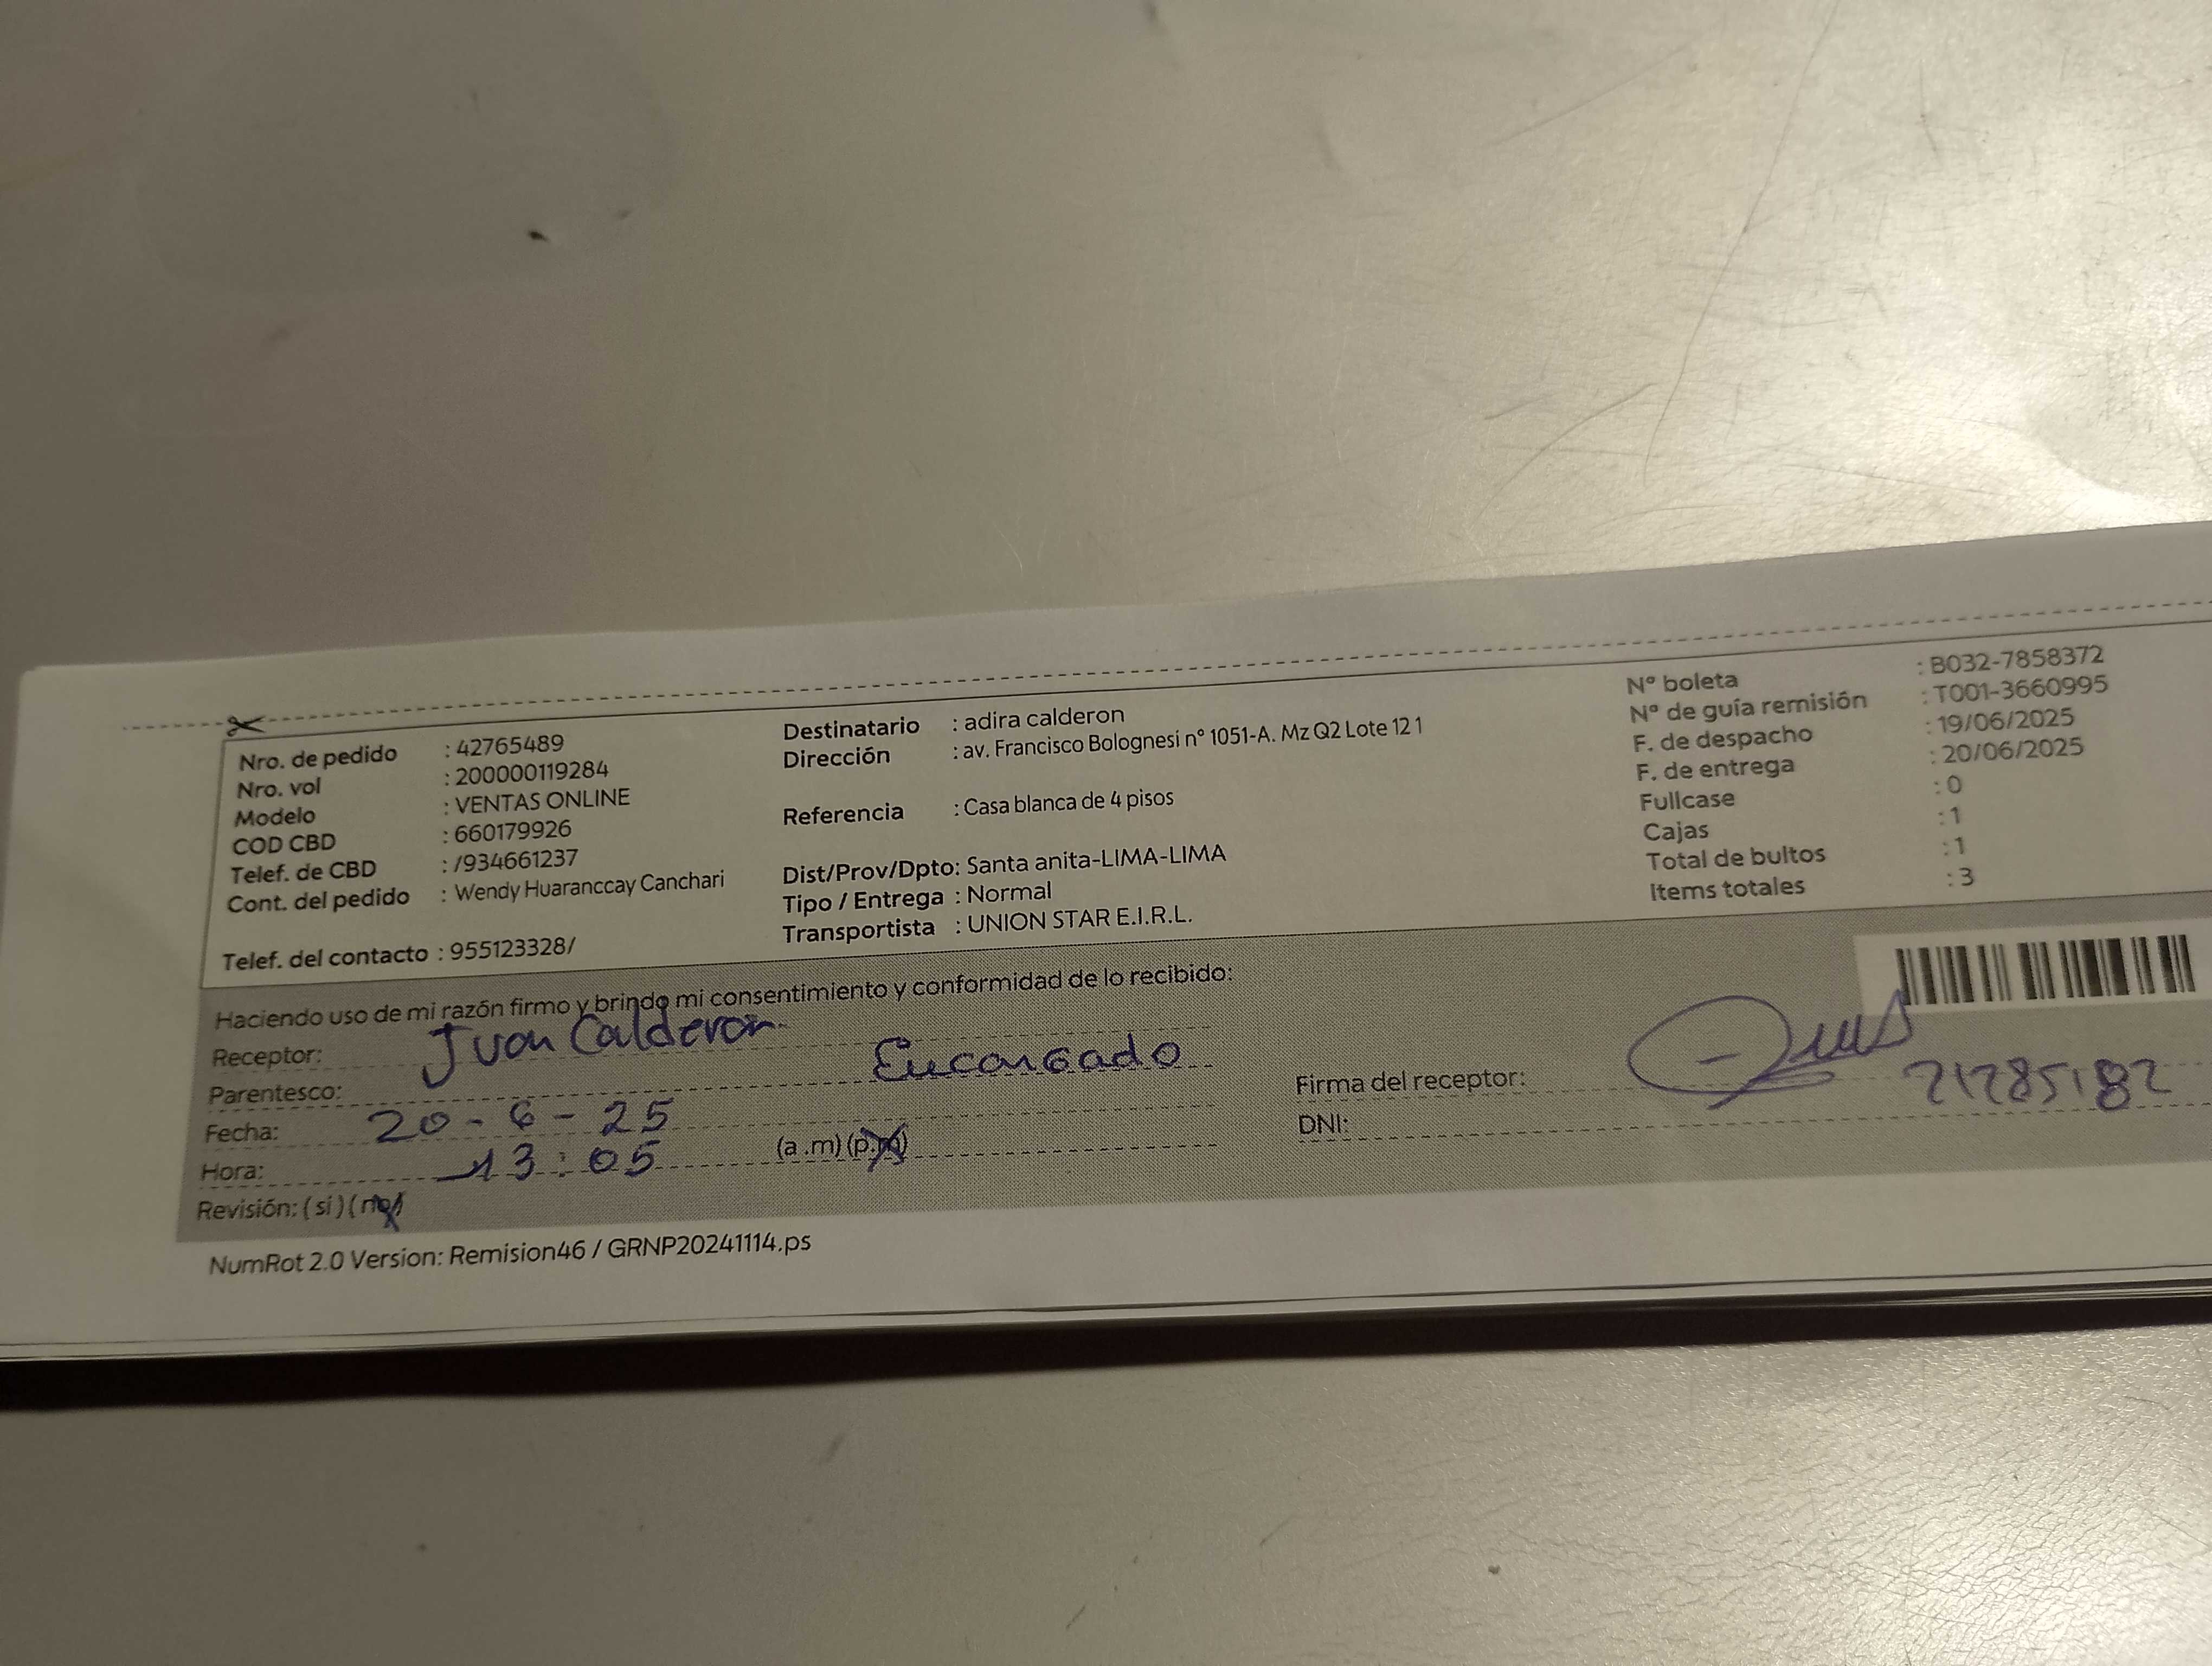 Nro. de pedido : 42765489
Nro. vol : 200000119284
Modelo : VENTAS ONLINE
COD CBD : 660179926
Telef. de CBD : /934661237
Cont. del pedido : Wendy Huaranccay Canchari
Telef. del contacto : 955123328/
Destinatario : adira calderon
Dirección : av. Francisco Bolognesi n° 1051-A. Mz Q2 Lote 12 1
Referencia : Casa blanca de 4 pisos
Dist/Prov/Dpto: Santa anita-LIMA-LIMA
Tipo / Entrega : Normal
Transportista : UNION STAR E.I.R.L.
N° boleta : B032-7858372
N° de guía remisión : T001-3660995
F. de despacho : 19/06/2025
F. de entrega : 20/06/2025
Fullcase : 0
Cajas : 1
Total de bultos : 1
Items totales : 3
Haciendo uso de mi razón firmo y brindo mi consentimiento y conformidad de lo recibido:
Receptor: Juan Calderon
Parentesco: Encargado
Fecha: 20-6-25
Hora: 13:05 (a.m) (p.m)
Revisión: (si) (no)
Firma del receptor:
DNI: 21285182
NumRot 2.0 Version: Remision46 / GRNP20241114.ps